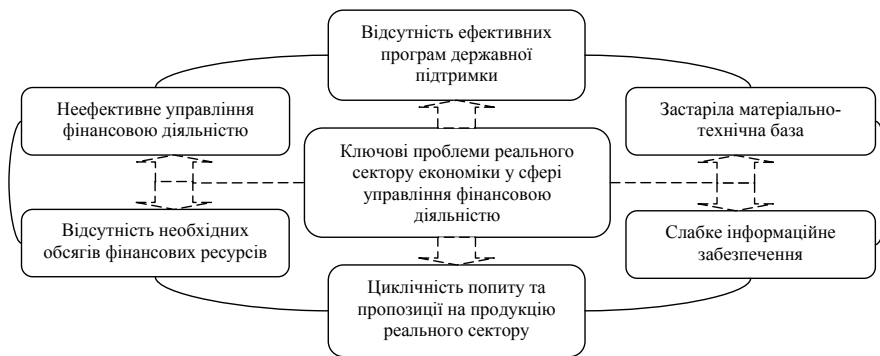 Відсутність ефективних
програм державної
підтримки
Неефективне управління
фінансовою діяльністю
Застаріла матеріально-
технічна база
Ключові проблеми реального
сектору економіки у сфері
управління фінансовою
діяльністю
Відсутність необхідних
обсягів фінансових ресурсів
Слабке інформаційне
забезпечення
Циклічність попиту та
пропозиції на продукцію
реального сектору